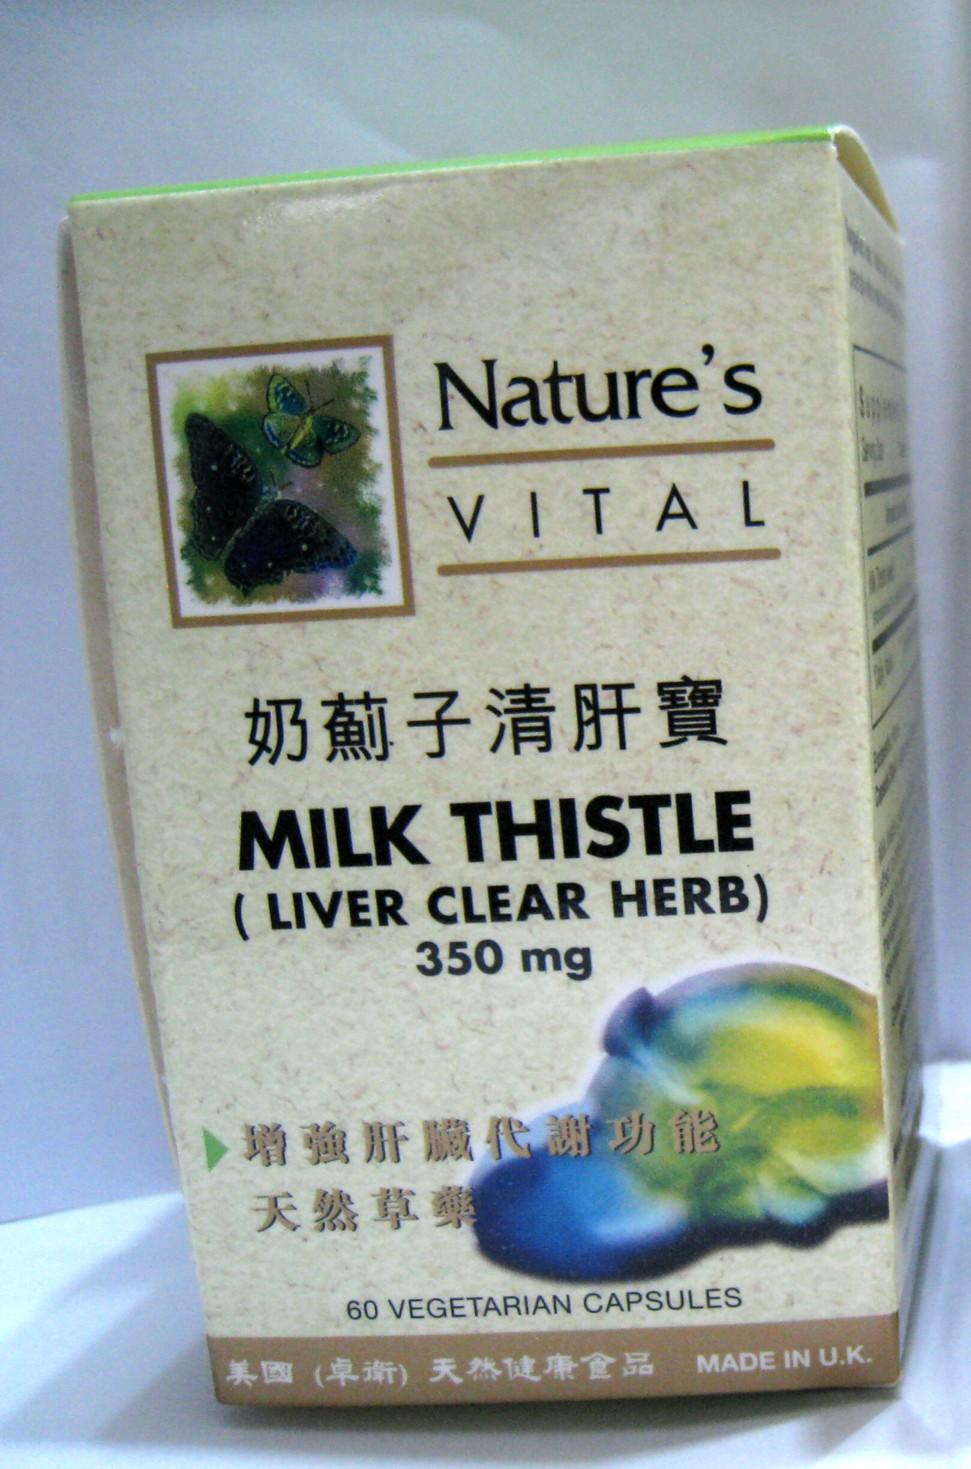 Nature's
VITAL
奶薊子清肝寶
MILK THISTLE
( LIVER CLEAR HERB)
350 mg
增強肝臟代謝功能
天然草藥
60 VEGETARIAN CAPSULES
美國 (卓衛) 天然健康食品 MADE IN U.K.